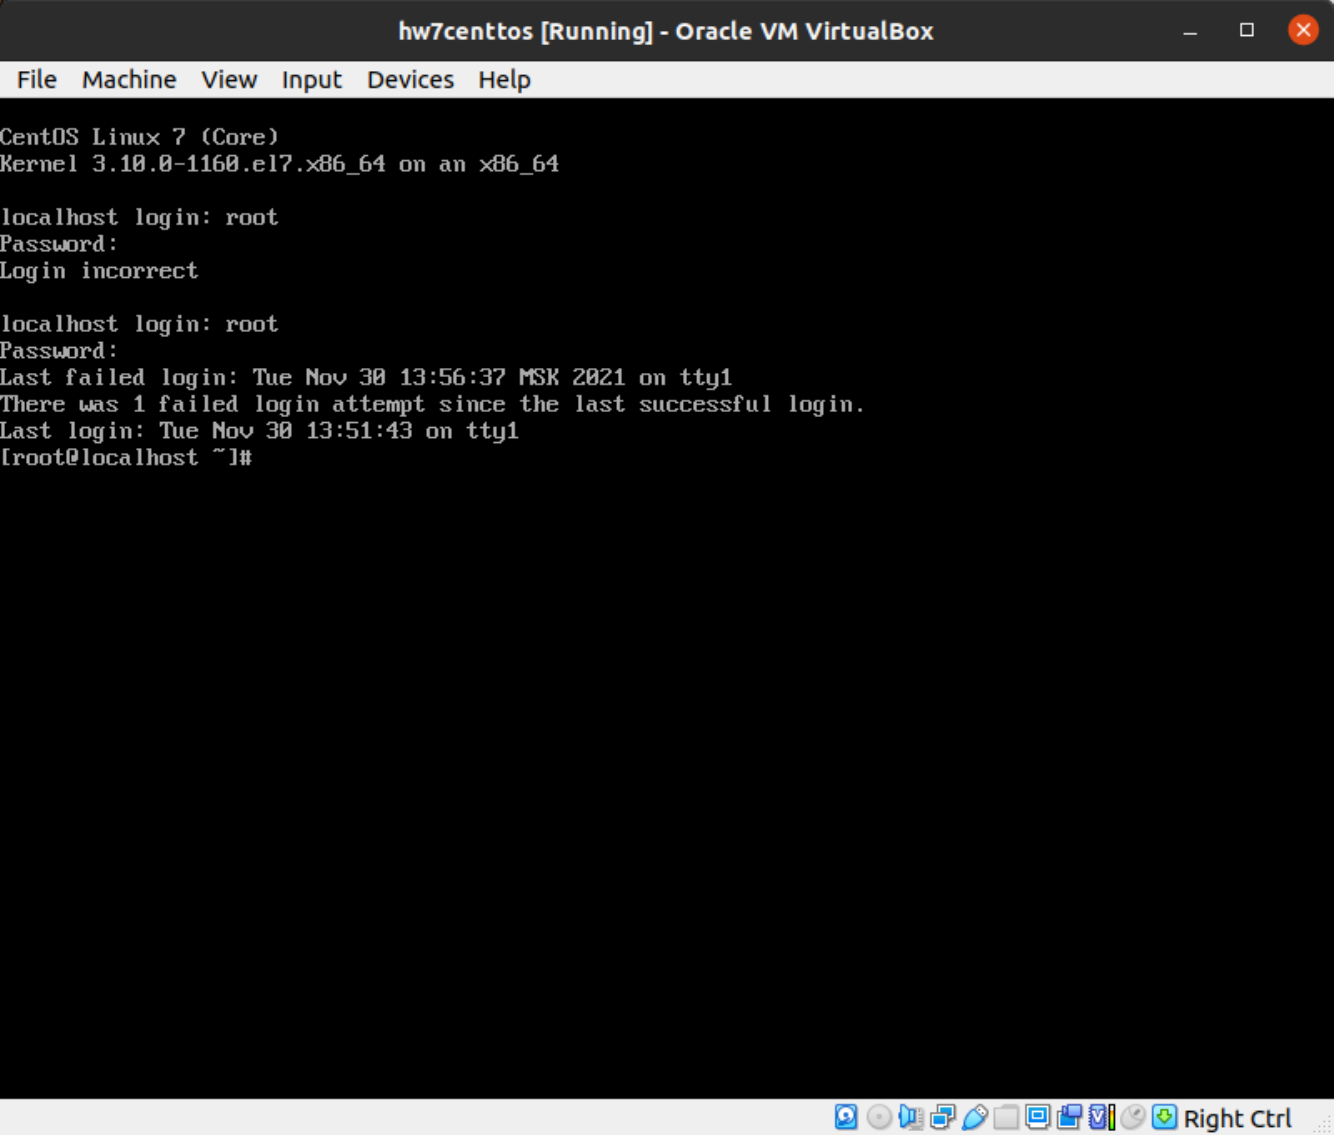 hw7centtos [Running] - Oracle VM VirtualBox
File Machine View Input Devices Help
CentOS Linux 7 (Core)
Kernel 3.10.0-1160.el7.x86_64 on an x86_64
localhost login: root
Password:
Login incorrect
localhost login: root
Password:
Last failed login: Tue Nov 30 13:56:37 MSK 2021 on tty1
There was 1 failed login attempt since the last successful login.
Last login: Tue Nov 30 13:51:43 on tty1
[root@localhost ~]#
Right Ctrl